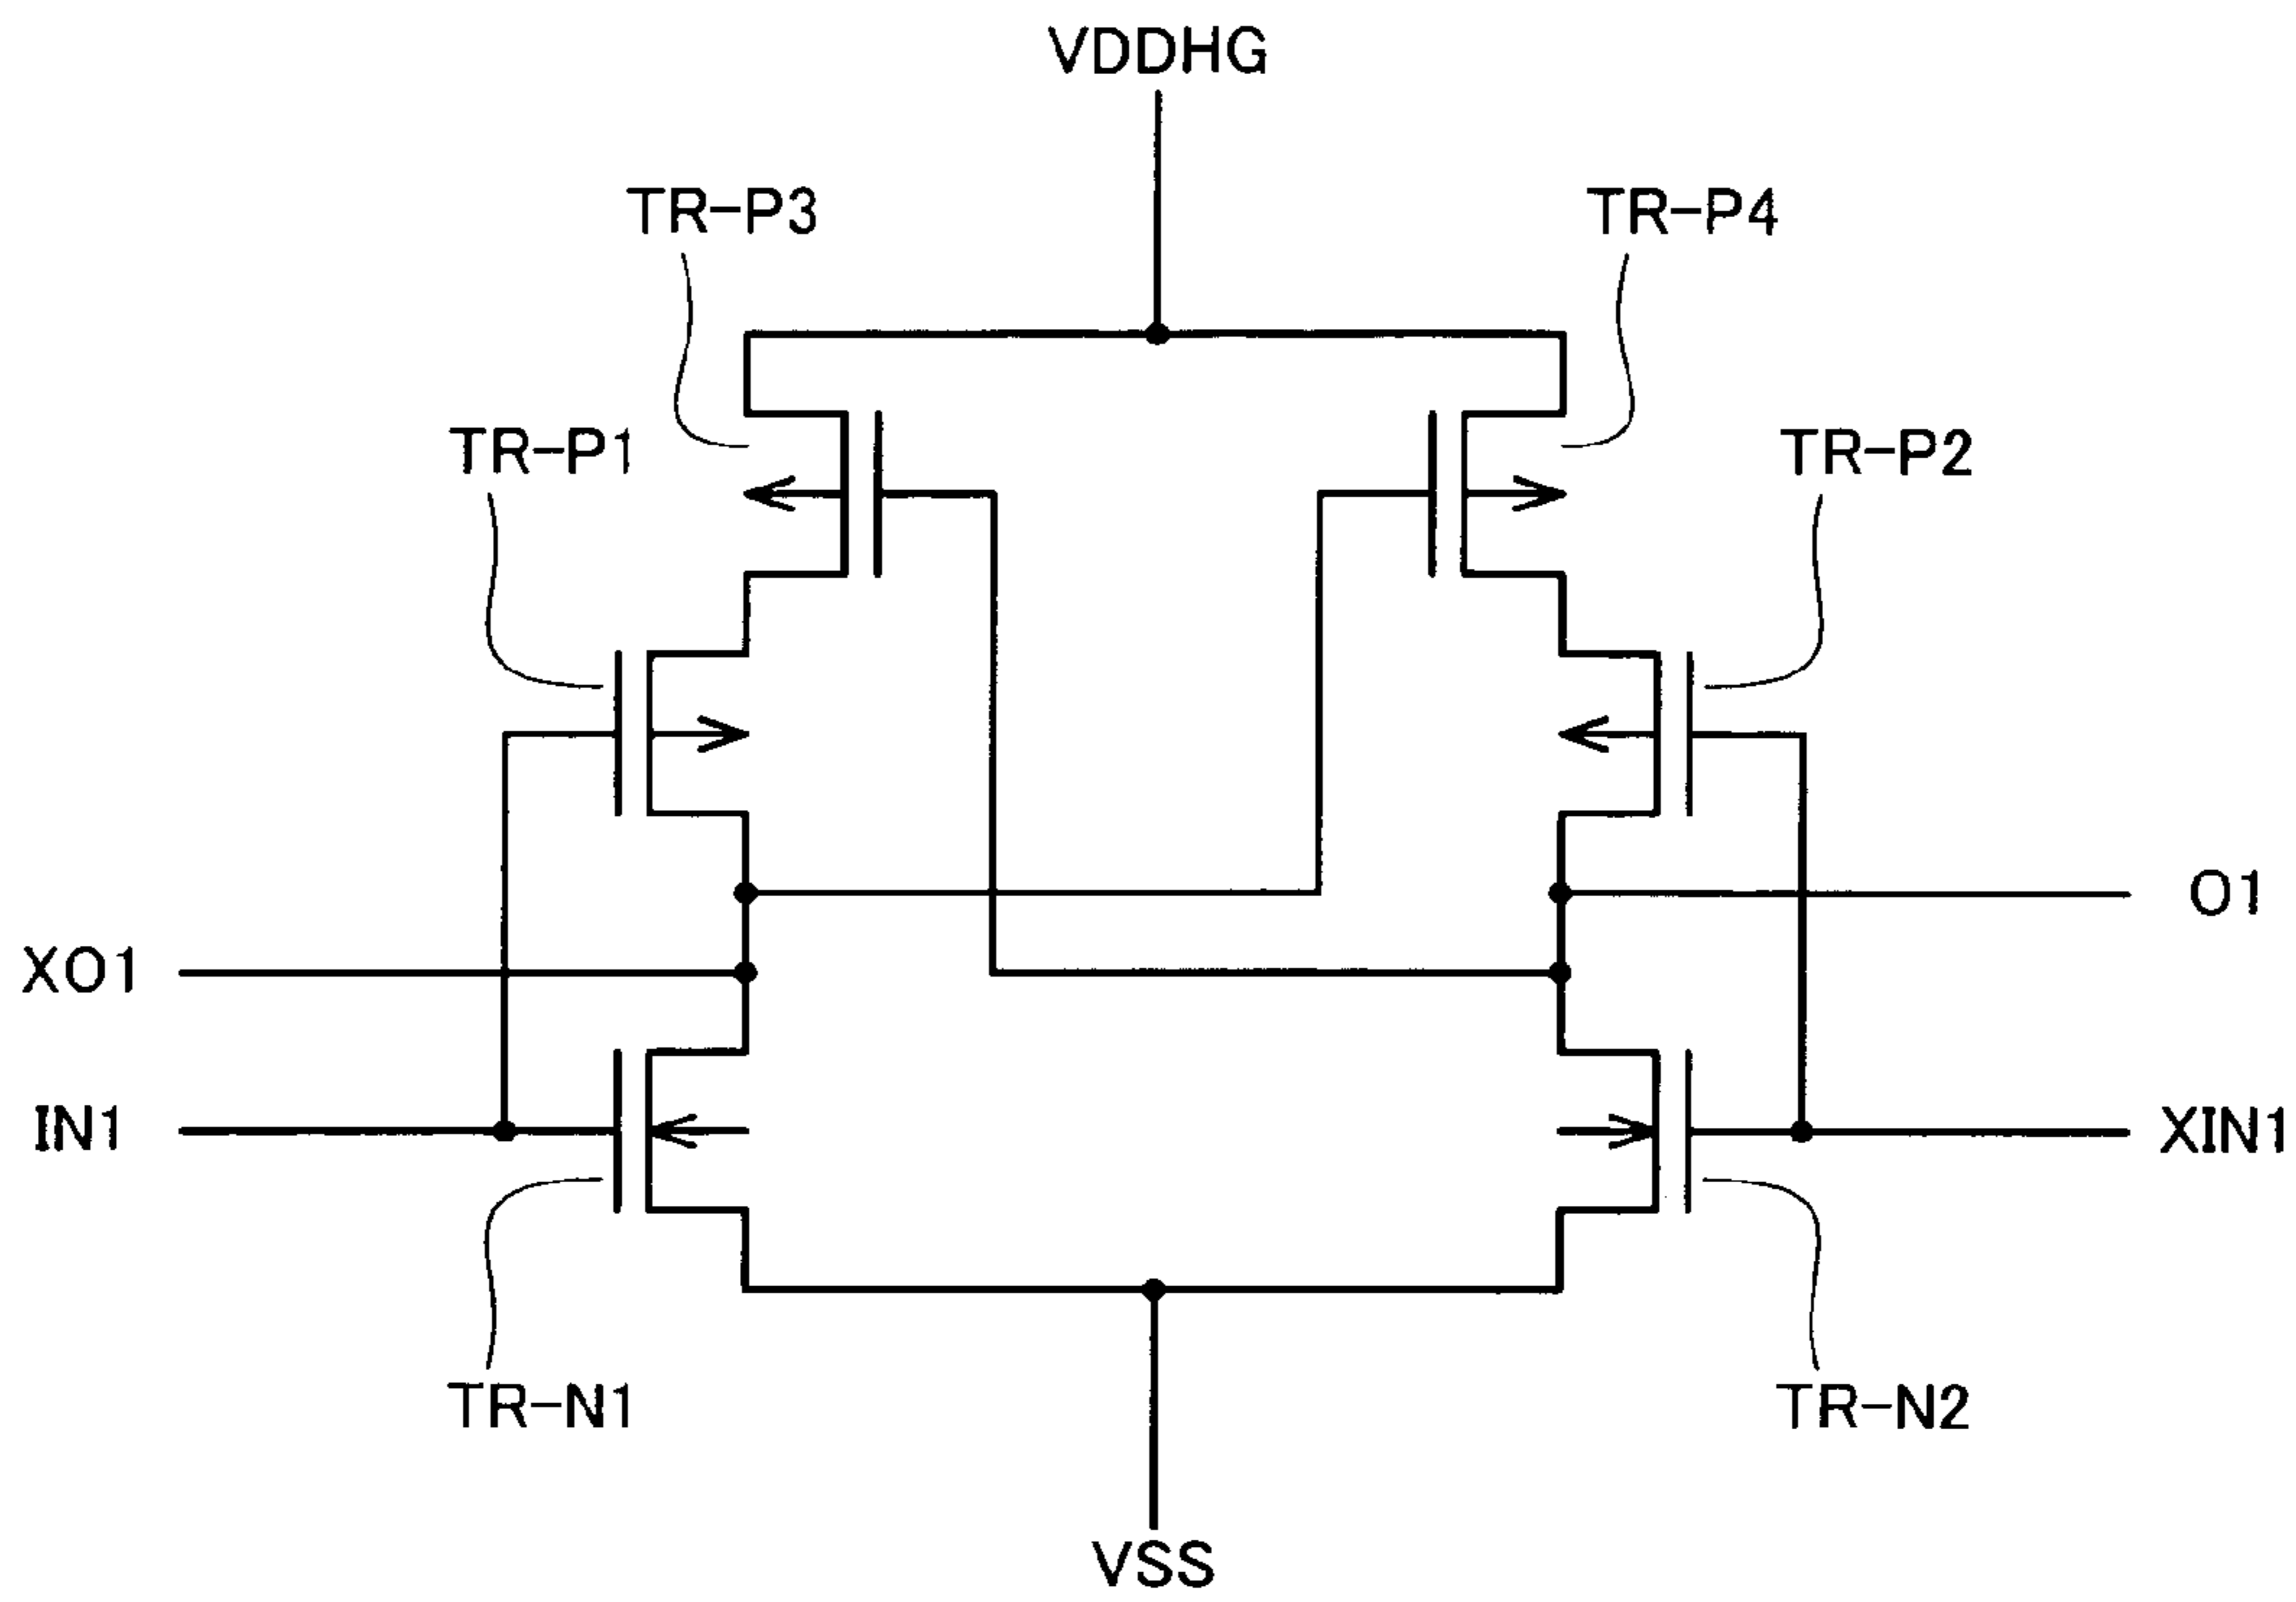 VDDHG
TR-P3
TR-P4
TR-P1
TR-P2
O1
XO1
IN1
XIN1
TR-N1
TR-N2
VSS